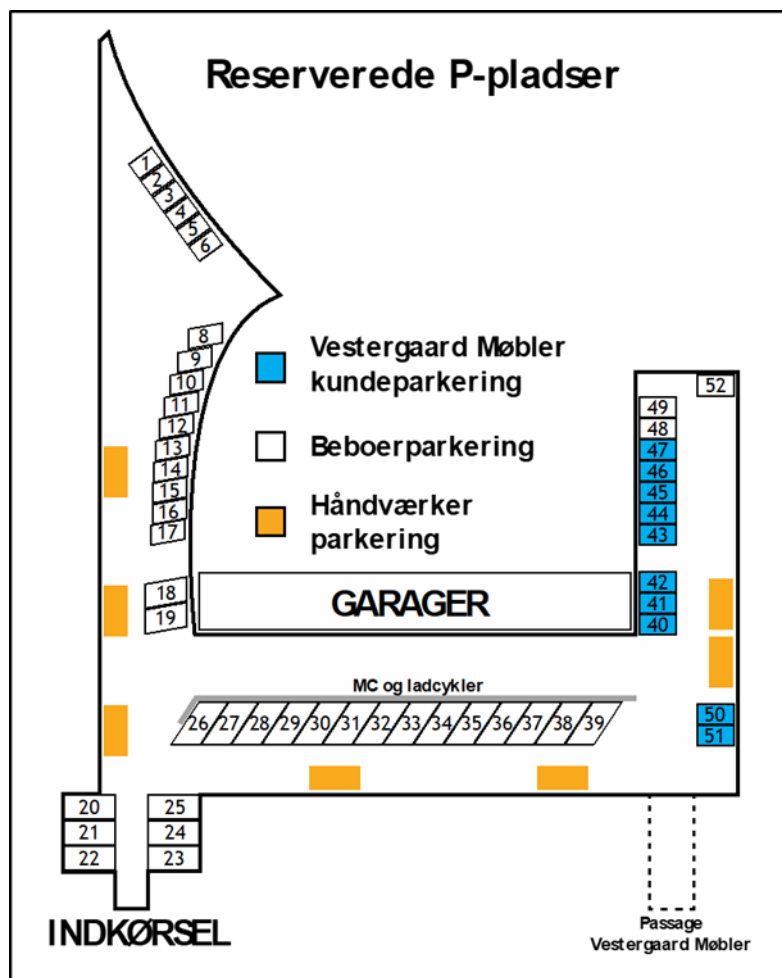 Reserverede P-pladser
1
2
3
4
5
6
8
9
10
11
12
13
14
15
16
17
18
19
Vestergaard Møbler
kundeparkering
Beboerparkering
Håndværker
parkering
52
49
48
47
46
45
44
43
42
41
40
GARAGER
MC og ladcykler
26 27 28 29 30 31 32 33 34 35 36 37 38 39
50
51
20 25
21 24
22 23
INDKØRSEL
Passage
Vestergaard Møbler